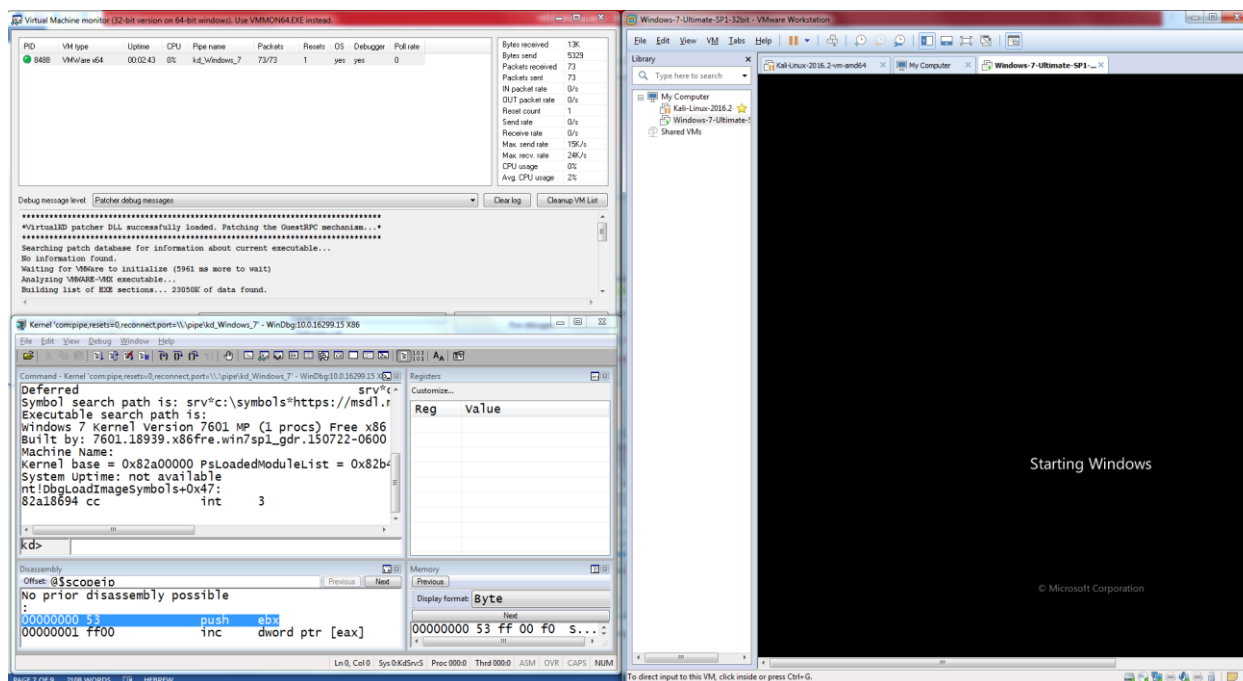 Virtual Machine monitor (32-bit version on 64-bit windows). Use VMMON64.EXE instead.
PID VM type Uptime CPU Pipe name Packets Resets OS Debugger Poll rate
8488 VMWare x64 00:02:43 0% kd_Windows_7 73/73 1 yes yes 0
Bytes received 13K
Bytes send 5329
Packets received 73
Packets sent 73
IN packet rate 0/s
OUT packet rate 0/s
Reset count 1
Send rate 0/s
Receive rate 0/s
Max. send rate 15K/s
Max. recv. rate 24K/s
CPU usage 0%
Avg. CPU usage 2%
Debug message level: Patcher debug messages
Clear log Cleanup VM List
*VirtualKD patcher DLL successfully loaded. Patching the GuestRPC mechanism...*
Searching patch database for information about current executable...
No information found.
Waiting for VMWare to initialize (5961 ms more to wait)
Analyzing VMWARE-VMX executable...
Building list of EXE sections... 23050K of data found.
Kernel 'com:pipe,resets=0,reconnect,port=\\.\pipe\kd_Windows_7' - WinDbg:10.0.16299.15 X86
File Edit View Debug Window Help
Command - Kernel 'com:pipe,resets=0,reconnect,port=\\.\pipe\kd_Windows_7' - WinDbg:10.0.16299.15 X
Deferred srv*c
Symbol search path is: srv*c:\symbols*https://msdl.r
Executable search path is:
Windows 7 Kernel Version 7601 MP (1 procs) Free x86
Built by: 7601.18939.x86fre.win7sp1_gdr.150722-0600
Machine Name:
Kernel base = 0x82a00000 PsLoadedModuleList = 0x82b4
System Uptime: not available
nt!DbgLoadImageSymbols+0x47:
82a18694 cc int 3
kd>
Registers
Customize...
Reg Value
Disassembly
Offset: @$scopeip
Previous Next
No prior disassembly possible
:
00000000 53 push ebx
00000001 ff00 inc dword ptr [eax]
Memory
Previous
Display format: Byte
Next
00000000 53 ff 00 f0 S...
Ln 0, Col 0 Sys 0:KdSrv:S Proc 000:0 Thrd 000:0 ASM OVR CAPS NUM
PAGE 7 OF 9 2198 WORDS HEBREW
Windows-7-Ultimate-SP1-32bit - VMware Workstation
File Edit View VM Tabs Help
Library
Type here to search
My Computer
Kali-Linux-2016.2-
Windows-7-Ultimate-S
Shared VMs
Kali-Linux-2016.2-vm-amd64 My Computer Windows-7-Ultimate-SP1-...
Starting Windows
© Microsoft Corporation
To direct input to this VM, click inside or press Ctrl+G.